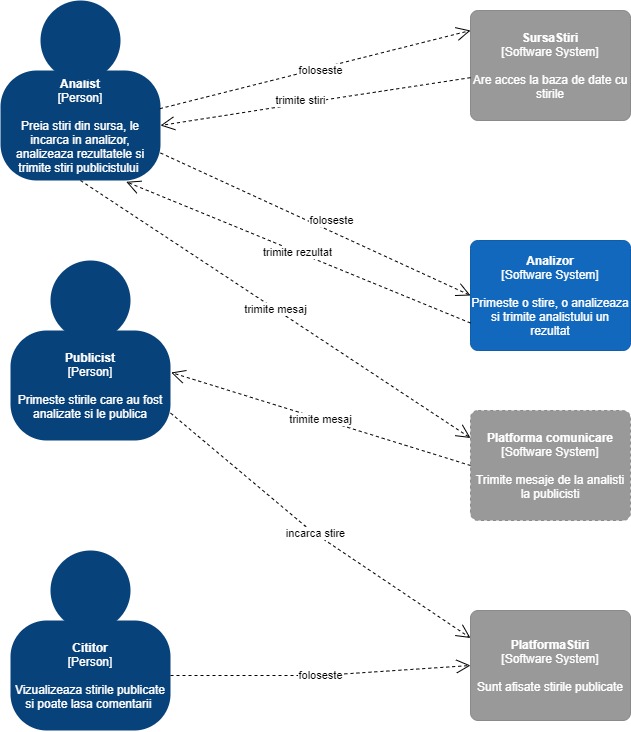 Analist
[Person]
Preia stiri din sursa, le
incarca in analizor,
analizeaza rezultatele si
trimite stiri publicistului
foloseste
trimite stiri
SursaStiri
[Software System]
Are acces la baza de date cu
stirile
foloseste
trimite rezultat
Analizor
[Software System]
Primeste o stire, o analizeaza
si trimite analistului un
rezultat
trimite mesaj
Publicist
[Person]
Primeste stirile care au fost
analizate si le publica
trimite mesaj
Platforma comunicare
[Software System]
Trimite mesaje de la analisti
la publicisti
incarca stire
Cititor
[Person]
Vizualizeaza stirile publicate
si poate lasa comentarii
foloseste
PlatformaStiri
[Software System]
Sunt afisate stirile publicate